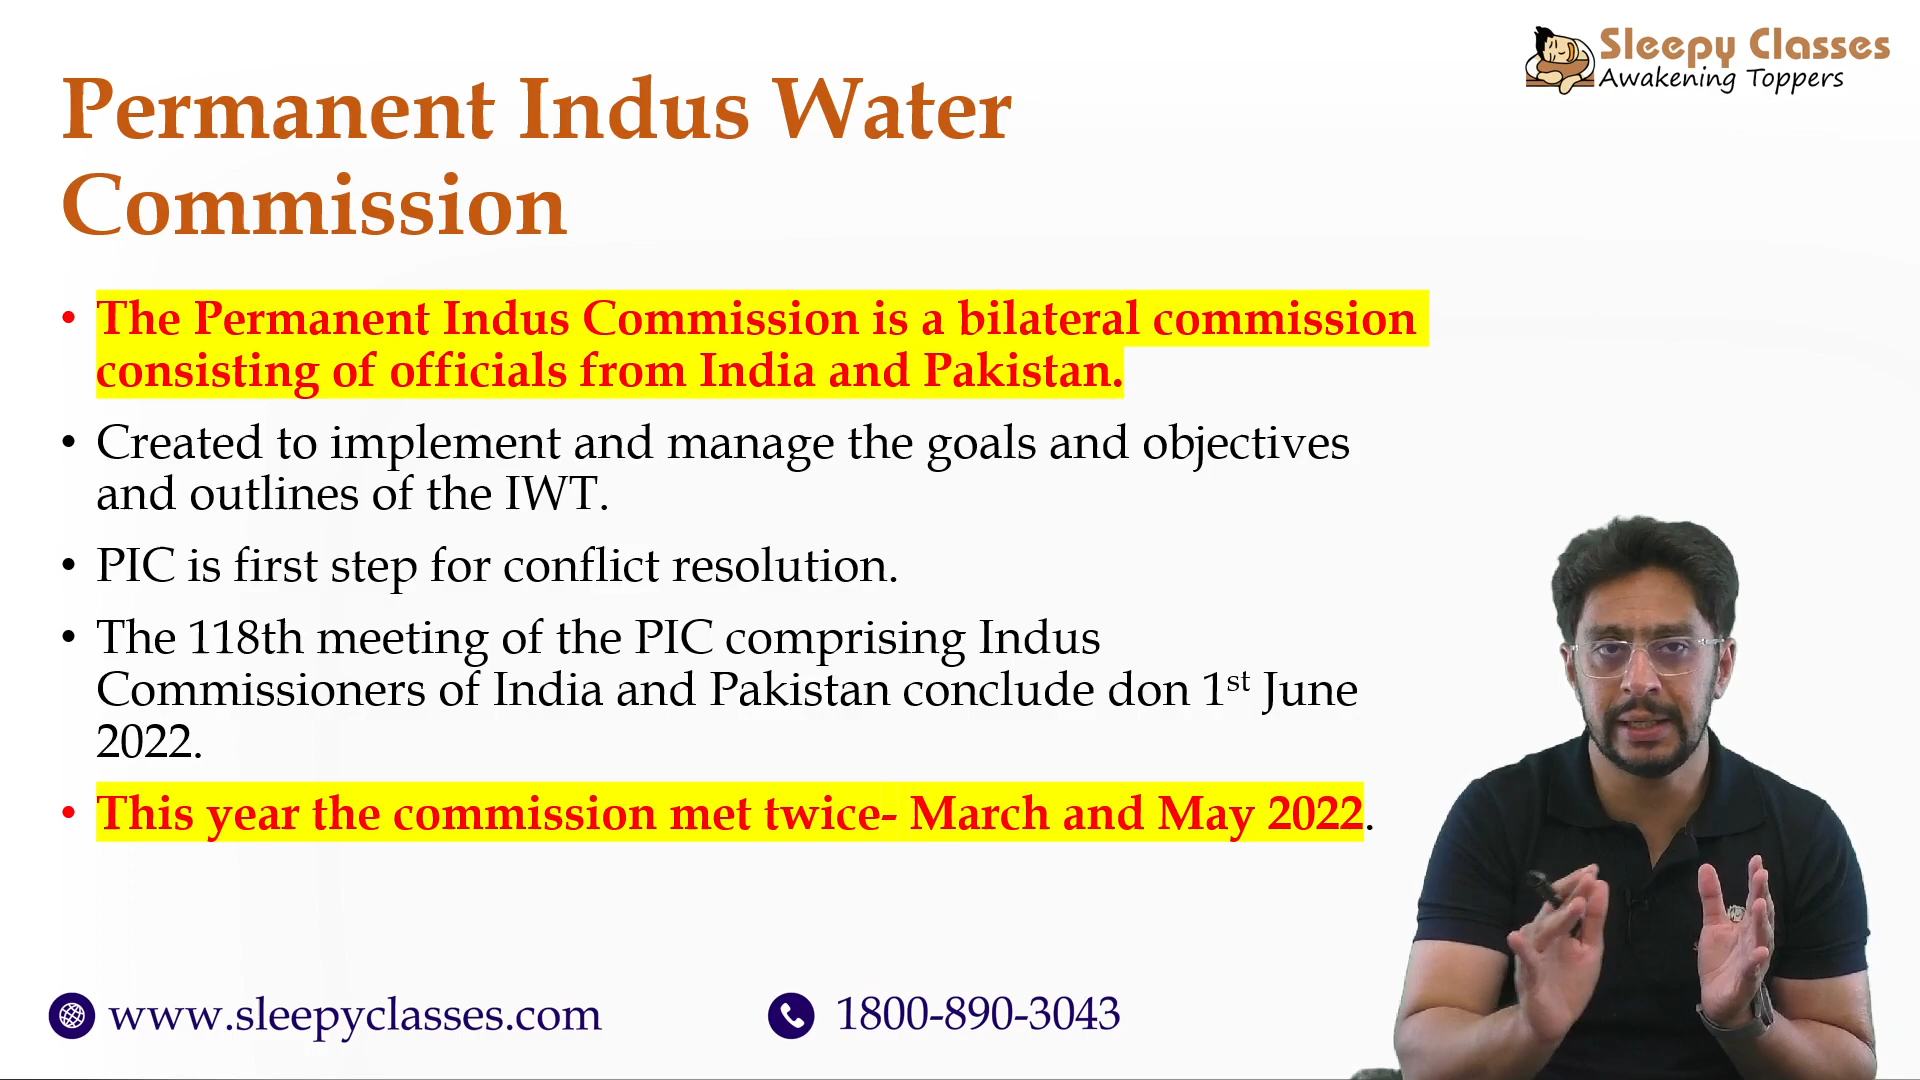 Sleepy Classes
Awakening Toppers
Permanent Indus Water
Commission
• The Permanent Indus Commission is a bilateral commission
consisting of officials from India and Pakistan.
• Created to implement and manage the goals and objectives
and outlines of the IWT.
• PIC is first step for conflict resolution.
• The 118th meeting of the PIC comprising Indus
Commissioners of India and Pakistan conclude don 1st June
2022.
• This year the commission met twice- March and May 2022.
www.sleepyclasses.com
1800-890-3043